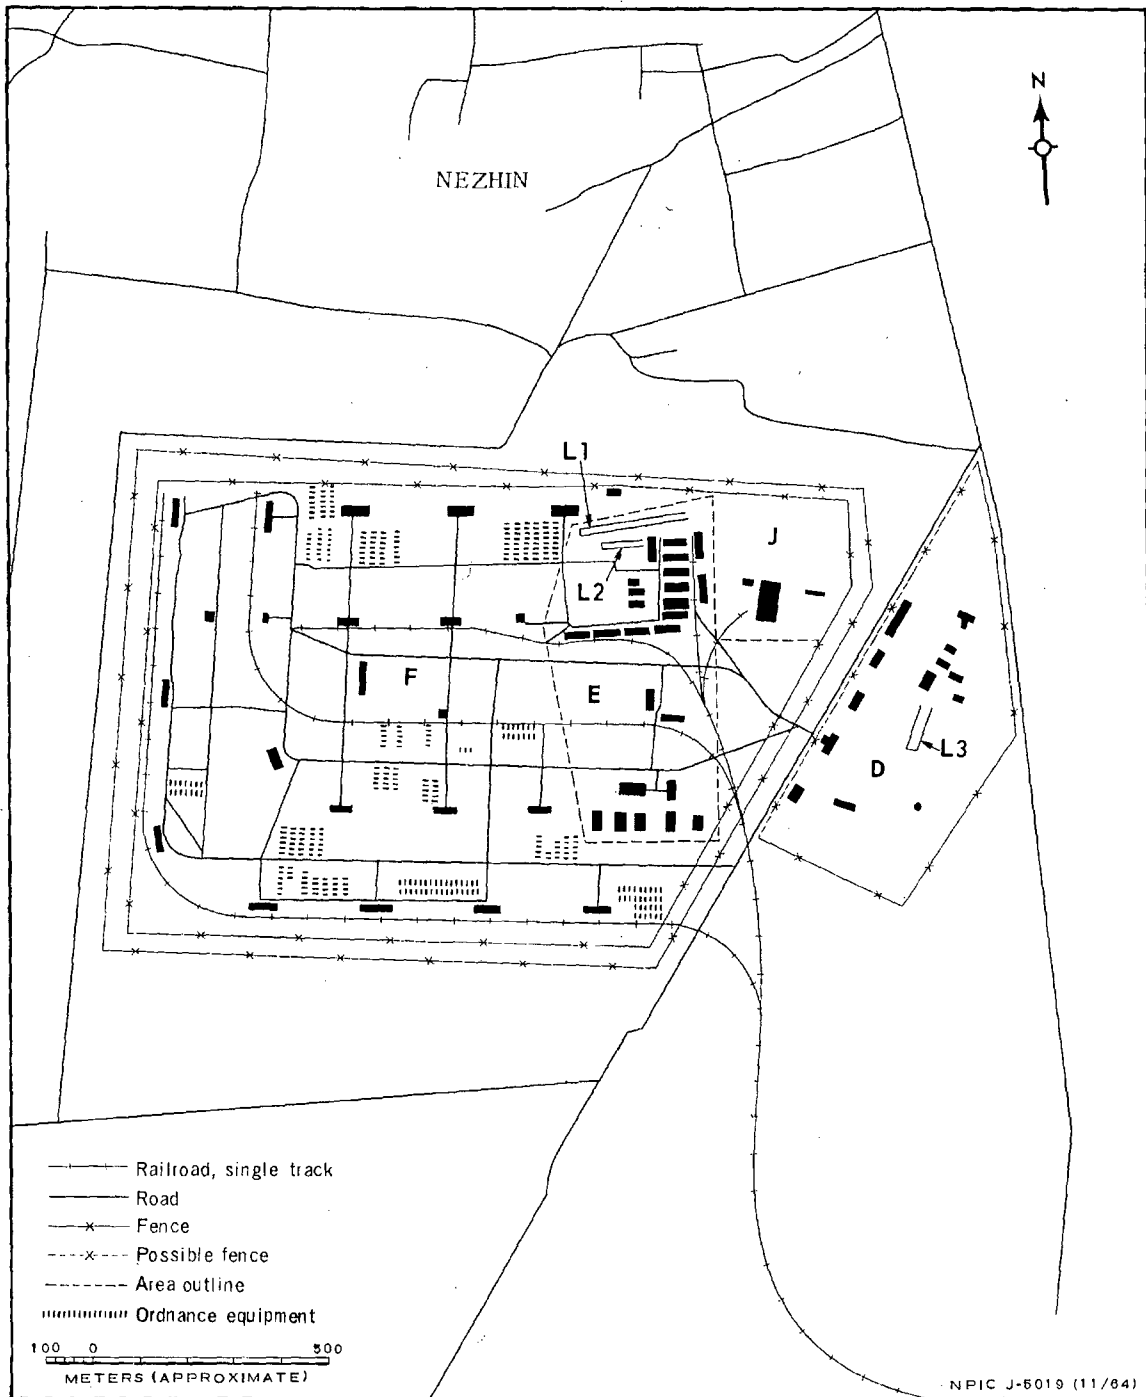 N
NEZHIN
L1
J
L2
F
E
L3
D
Railroad, single track
Road
Fence
Possible fence
Area outline
Ordnance equipment
100 0 500
METERS (APPROXIMATE)
NPIC J-5019 (11/64)